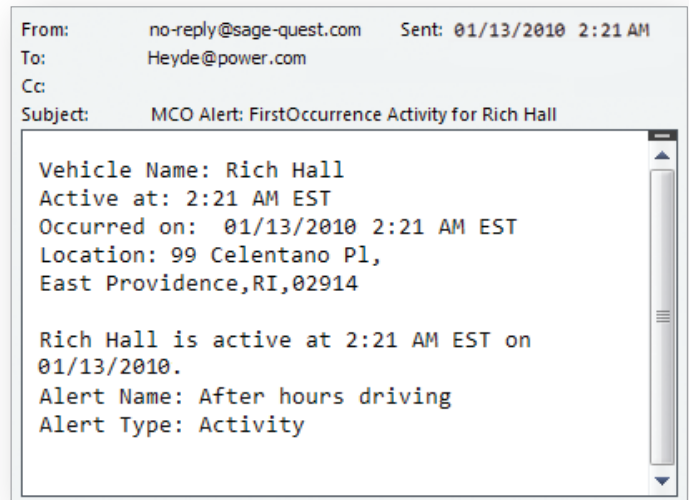 From: no-reply@sage-quest.com Sent: 01/13/2010 2:21 AM
To: Heyde@power.com
Cc:
Subject: MCO Alert: FirstOccurrence Activity for Rich Hall
Vehicle Name: Rich Hall
Active at: 2:21 AM EST
Occurred on:  01/13/2010 2:21 AM EST
Location: 99 Celentano Pl,
East Providence,RI,02914
Rich Hall is active at 2:21 AM EST on
01/13/2010.
Alert Name: After hours driving
Alert Type: Activity